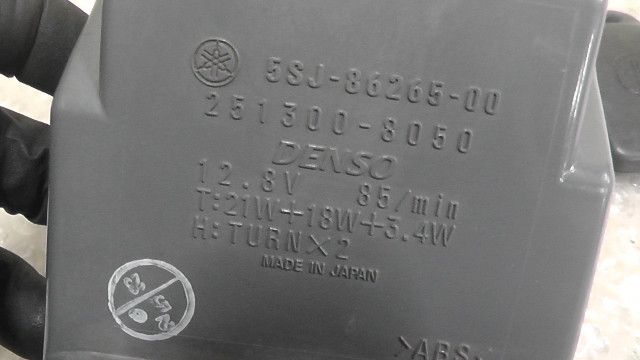 5SJ-86265-00
251300-8050
DENSO
12.8V 85/min
T:21W+18W+3.4W
H:TURN×2
MADE IN JAPAN
>ABS